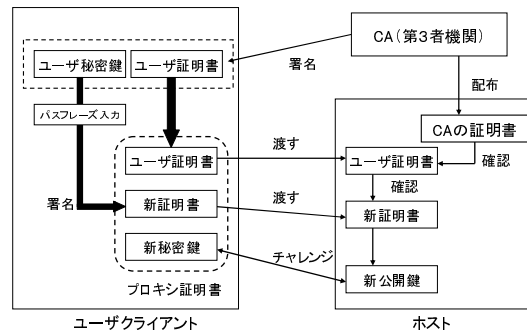 CA（第３者機関）
ユーザ秘密鍵
ユーザ証明書
署名
配布
パスフレーズ入力
CAの証明書
渡す
ユーザ証明書
ユーザ証明書
確認
確認
署名
新証明書
渡す
新証明書
新秘密鍵
チャレンジ
新公開鍵
プロキシ証明書
ユーザクライアント
ホスト